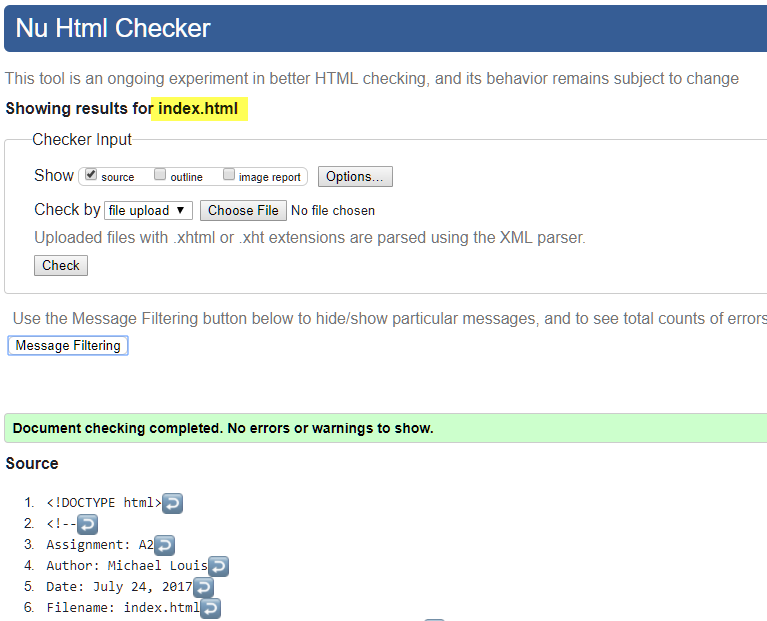 Nu Html Checker
This tool is an ongoing experiment in better HTML checking, and its behavior remains subject to change
Showing results for index.html
Checker Input
Show source outline image report Options...
Check by file upload ▼ Choose File No file chosen
Uploaded files with .xhtml or .xht extensions are parsed using the XML parser.
Check
Use the Message Filtering button below to hide/show particular messages, and to see total counts of errors
Message Filtering
Document checking completed. No errors or warnings to show.
Source
1. <!DOCTYPE html>↩
2. <!--↩
3. Assignment: A2↩
4. Author: Michael Louis↩
5. Date: July 24, 2017↩
6. Filename: index.html↩